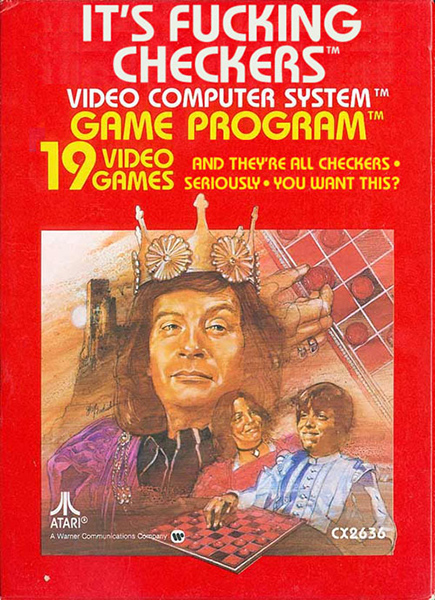 IT'S FUCKING
CHECKERS™
VIDEO COMPUTER SYSTEM™
GAME PROGRAM™
19 VIDEO GAMES
AND THEY'RE ALL CHECKERS •
SERIOUSLY • YOU WANT THIS?
ATARI®
A Warner Communications Company
CX2636